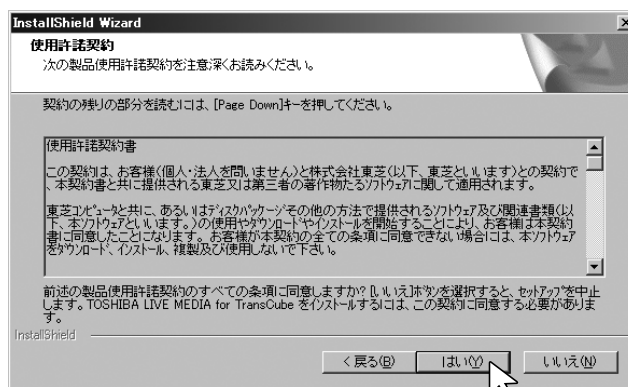 InstallShield Wizard
使用許諾契約
次の製品使用許諾契約を注意深くお読みください。
契約の残りの部分を読むには、[Page Down]キーを押してください。
使用許諾契約書
この契約は、お客様(個人・法人を問いません)と株式会社東芝(以下、東芝といいます)との契約で
、本契約書と共に提供される東芝又は第三者の著作物たるソフトウェアに関して適用されます。
東芝コンピュータと共に、あるいはディスクパッケージその他の方法で提供されるソフトウェア及び関連書類(以
下、本ソフトウェアといいます。)の使用やダウンロードやインストールを開始することにより、お客様は本契約
書に同意したことになります。お客様が本契約の全ての条項に同意できない場合には、本ソフトウェア
をダウンロード、インストール、複製及び使用しないで下さい。
前述の製品使用許諾契約のすべての条項に同意しますか?[いいえ]ボタンを選択すると、セットアップを中止
します。TOSHIBA LIVE MEDIA for TransCube をインストールするには、この契約に同意する必要がありま
す。
InstallShield
< 戻る(B) はい(Y) いいえ(N)